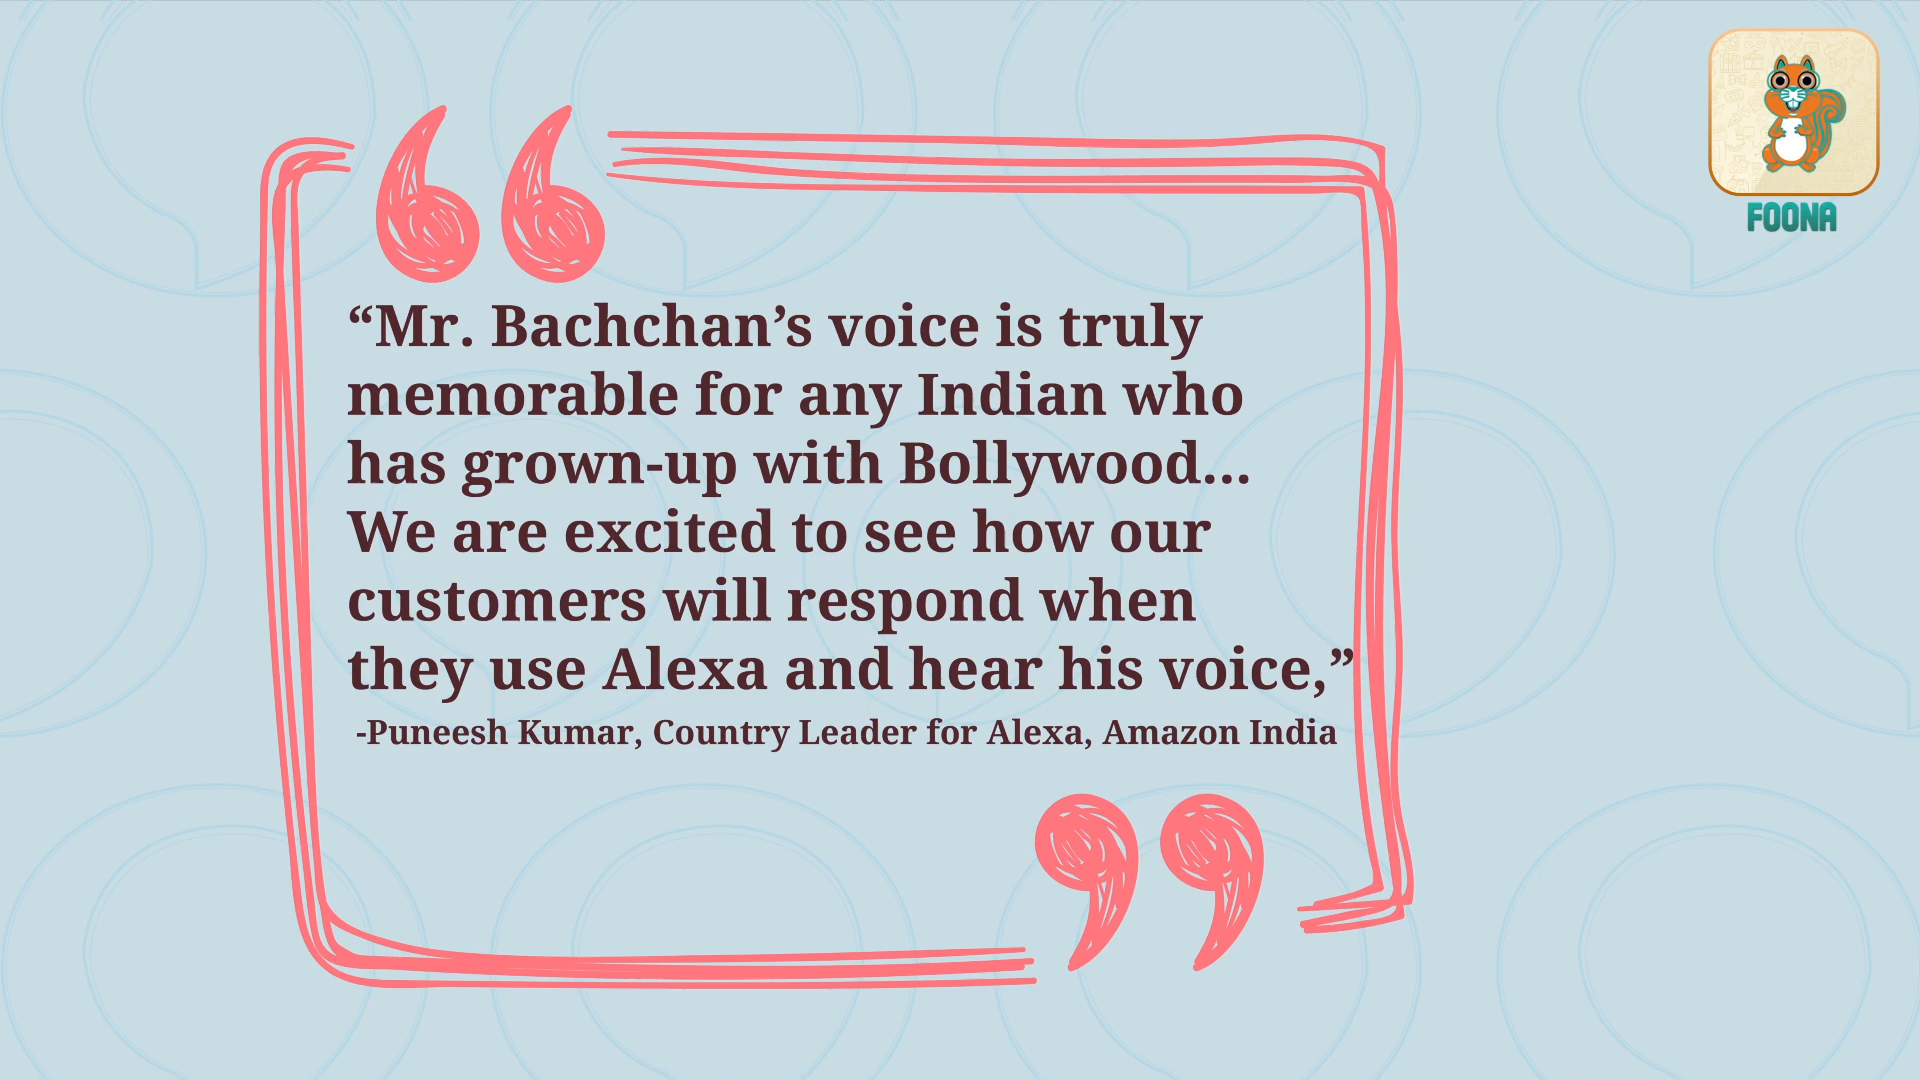 FOONA
“Mr. Bachchan’s voice is truly
memorable for any Indian who
has grown-up with Bollywood...
We are excited to see how our
customers will respond when
they use Alexa and hear his voice,”
-Puneesh Kumar, Country Leader for Alexa, Amazon India